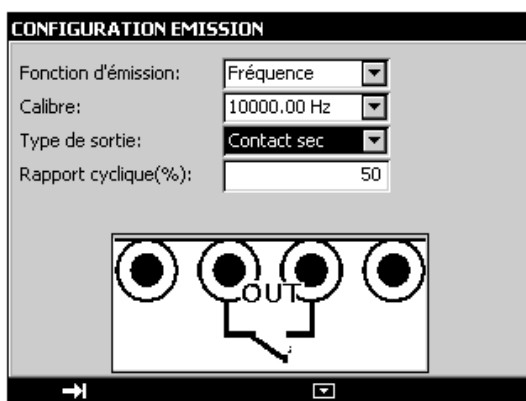 CONFIGURATION EMISSION
Fonction d'émission: Fréquence
Calibre: 10000.00 Hz
Type de sortie: Contact sec
Rapport cyclique(%): 50
OUT